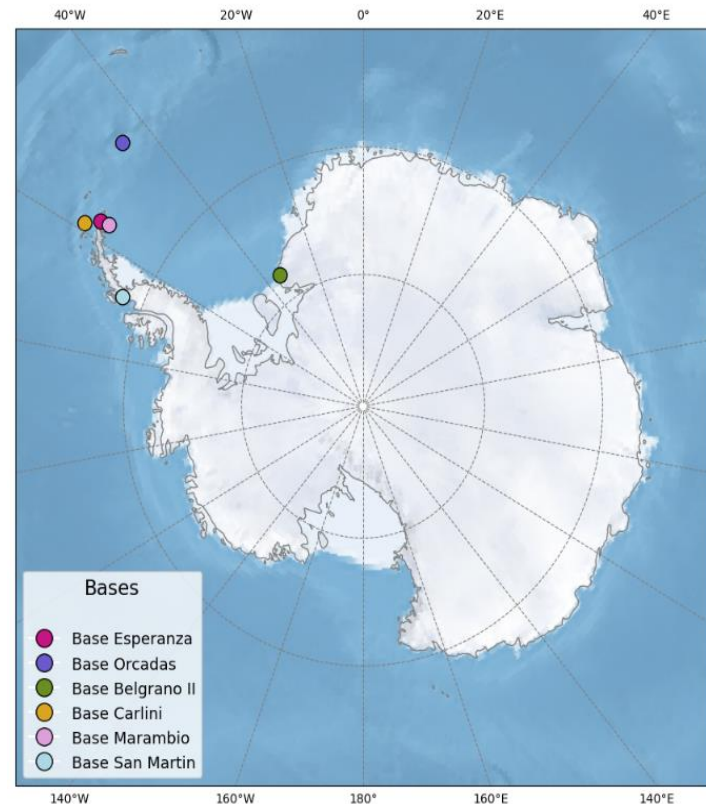 40°W 20°W 0° 20°E 40°E
Bases
Base Esperanza
Base Orcadas
Base Belgrano II
Base Carlini
Base Marambio
Base San Martin
140°W 160°W 180° 160°E 140°E